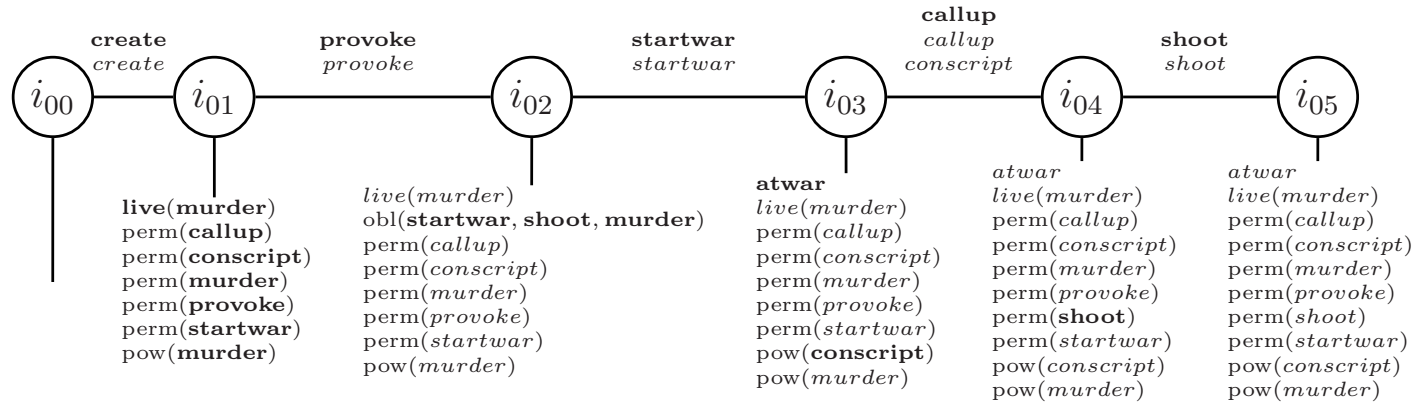 create
create
provoke
provoke
startwar
startwar
callup
callup
conscript
shoot
shoot
i00
i01
i02
i03
i04
i05
live(murder)
perm(callup)
perm(conscript)
perm(murder)
perm(provoke)
perm(startwar)
pow(murder)
live(murder)
obl(startwar, shoot, murder)
perm(callup)
perm(conscript)
perm(murder)
perm(provoke)
perm(startwar)
pow(murder)
atwar
live(murder)
perm(callup)
perm(conscript)
perm(murder)
perm(provoke)
perm(startwar)
pow(conscript)
pow(murder)
atwar
live(murder)
perm(callup)
perm(conscript)
perm(murder)
perm(provoke)
perm(shoot)
perm(startwar)
pow(conscript)
pow(murder)
atwar
live(murder)
perm(callup)
perm(conscript)
perm(murder)
perm(provoke)
perm(shoot)
perm(startwar)
pow(conscript)
pow(murder)